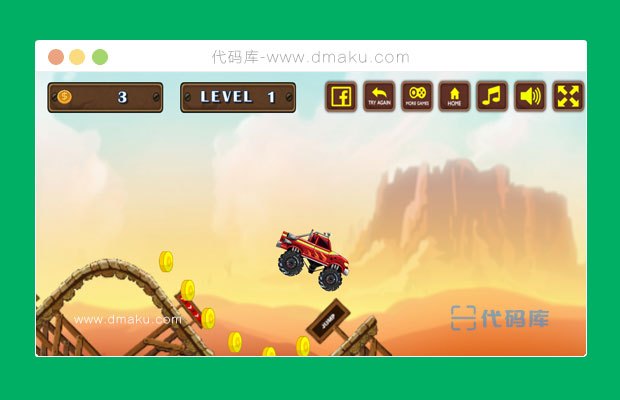 代码库-www.dmaku.com
3
LEVEL 1
TRY AGAIN
MORE GAMES
HOME
JUMP
www.dmaku.com
代码库